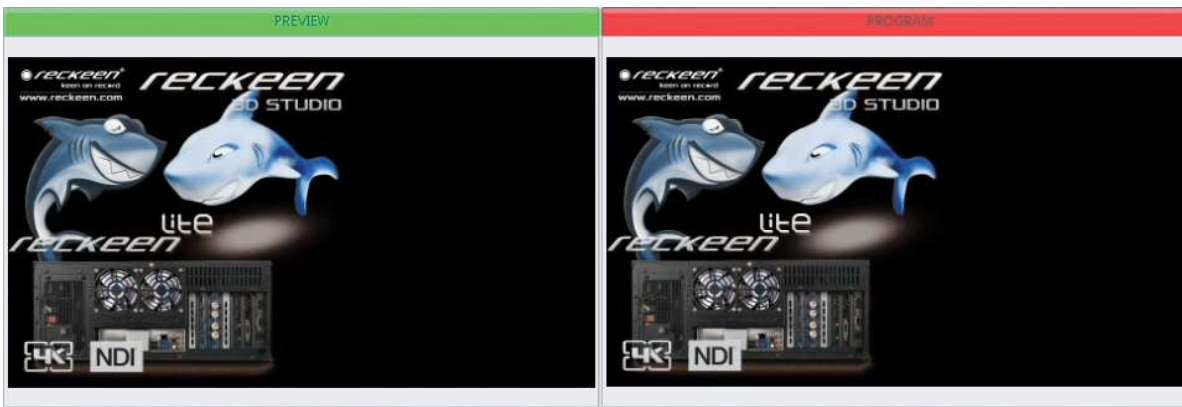 PREVIEW
reckeen
keen on record
www.reckeen.com
reckeen
3D STUDIO
lite
reckeen
4K
NDI
PROGRAM
reckeen
keen on record
www.reckeen.com
reckeen
3D STUDIO
lite
reckeen
4K
NDI